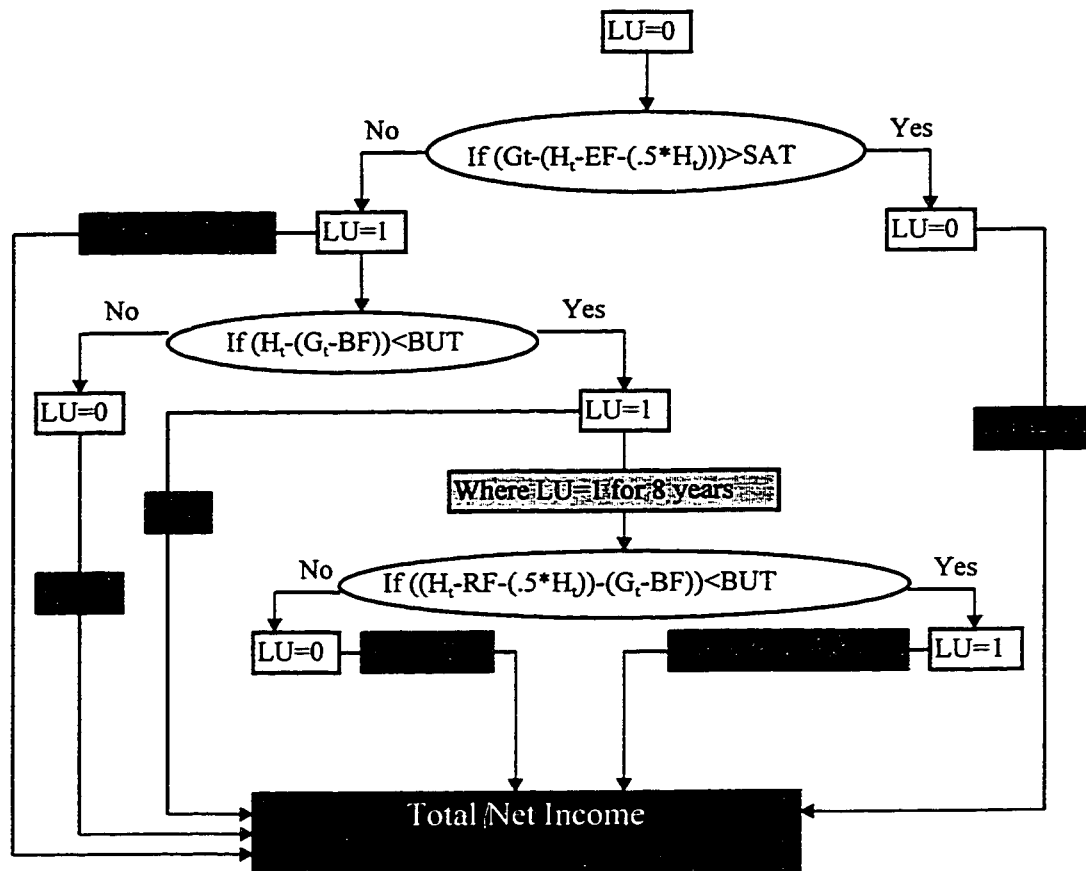 LU=0
No
Yes
If (Gt-(Hₜ-EF-(.5*Hₜ)))>SAT
LU=1
LU=0
No
Yes
If (Hₜ-(Gₜ-BF))<BUT
LU=0
LU=1
Where LU=1 for 8 years
No
Yes
If ((Hₜ-RF-(.5*Hₜ))-(Gₜ-BF))<BUT
LU=0
LU=1
Total Net Income